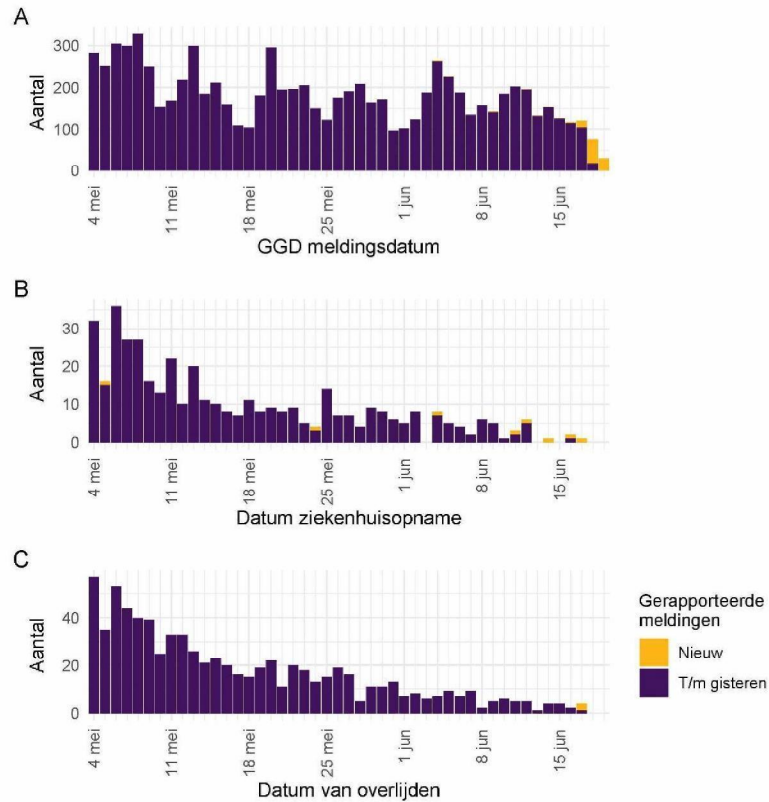 A
Aantal
300
200
100
0
4 mei
11 mei
18 mei
25 mei
1 jun
8 jun
15 jun
GGD meldingsdatum
B
Aantal
30
20
10
0
4 mei
11 mei
18 mei
25 mei
1 jun
8 jun
15 jun
Datum ziekenhuisopname
C
Aantal
40
20
0
4 mei
11 mei
18 mei
25 mei
1 jun
8 jun
15 jun
Datum van overlijden
Gerapporteerde
meldingen
Nieuw
T/m gisteren